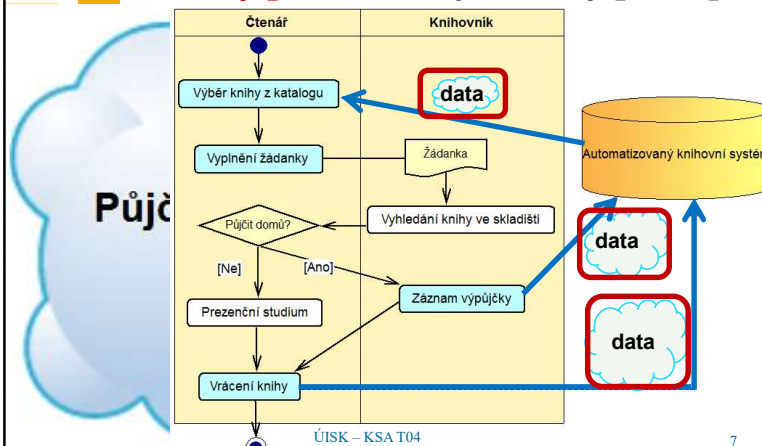 Čtenář
Knihovník
Výběr knihy z katalogu
data
Automatizovaný knihovní systém
Vyplnění žádanky
Žádanka
Půjč
Půjčit domů?
Vyhledání knihy ve skladišti
data
[Ne]
[Ano]
Záznam výpůjčky
Prezenční studium
data
Vrácení knihy
ÚISK – KSA T04
7